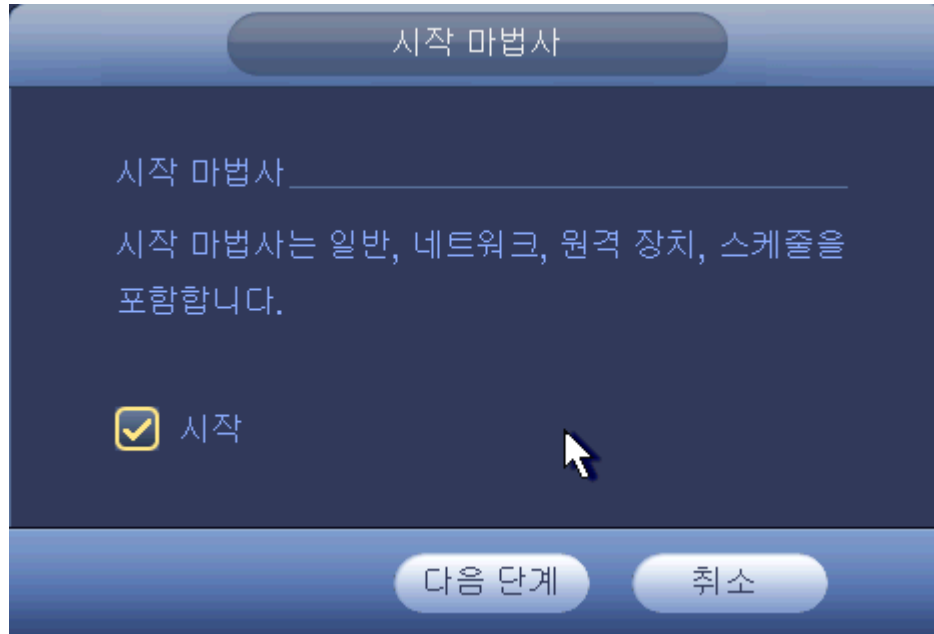 시작 마법사
시작 마법사
시작 마법사는 일반, 네트워크, 원격 장치, 스케줄을
포함합니다.
시작
다음 단계
취소